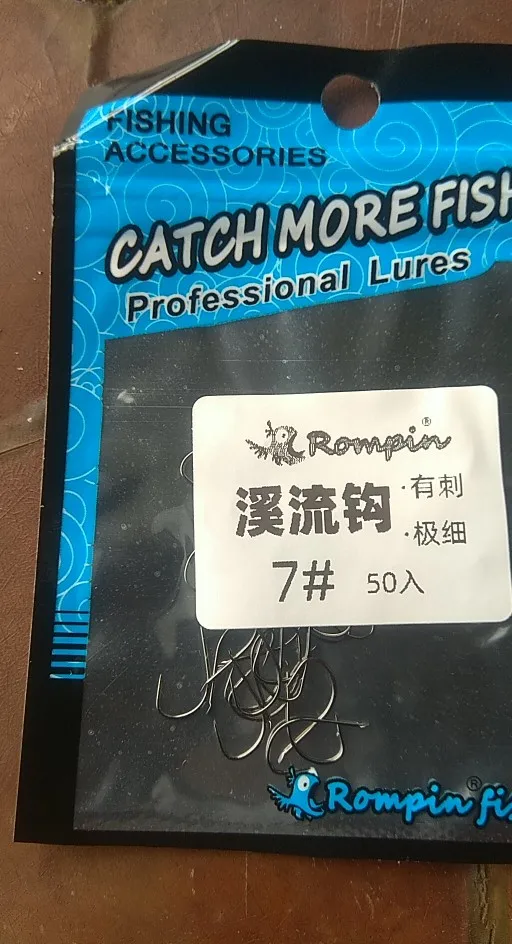 FISHING
ACCESSORIES
CATCH MORE FISH
Professional Lures
Rompin®
溪流钩
·有刺
·极细
7# 50入
Rompin® fis